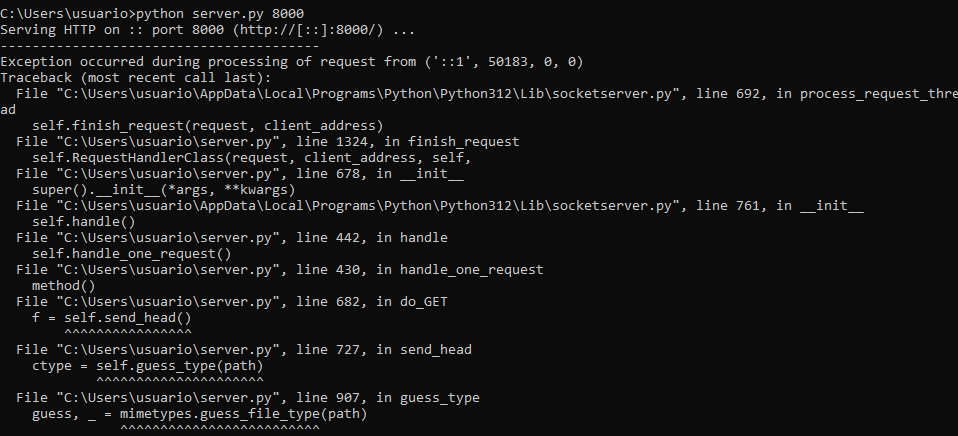 C:\Users\usuario>python server.py 8000
Serving HTTP on :: port 8000 (http://[::]:8000/) ...
----------------------------------------
Exception occurred during processing of request from ('::1', 50183, 0, 0)
Traceback (most recent call last):
  File "C:\Users\usuario\AppData\Local\Programs\Python\Python312\Lib\socketserver.py", line 692, in process_request_thre
ad
    self.finish_request(request, client_address)
  File "C:\Users\usuario\server.py", line 1324, in finish_request
    self.RequestHandlerClass(request, client_address, self,
  File "C:\Users\usuario\server.py", line 678, in __init__
    super().__init__(*args, **kwargs)
  File "C:\Users\usuario\AppData\Local\Programs\Python\Python312\Lib\socketserver.py", line 761, in __init__
    self.handle()
  File "C:\Users\usuario\server.py", line 442, in handle
    self.handle_one_request()
  File "C:\Users\usuario\server.py", line 430, in handle_one_request
    method()
  File "C:\Users\usuario\server.py", line 682, in do_GET
    f = self.send_head()
        ^^^^^^^^^^^^^^^^
  File "C:\Users\usuario\server.py", line 727, in send_head
    ctype = self.guess_type(path)
            ^^^^^^^^^^^^^^^^^^^^^
  File "C:\Users\usuario\server.py", line 907, in guess_type
    guess, _ = mimetypes.guess_file_type(path)
               ^^^^^^^^^^^^^^^^^^^^^^^^^